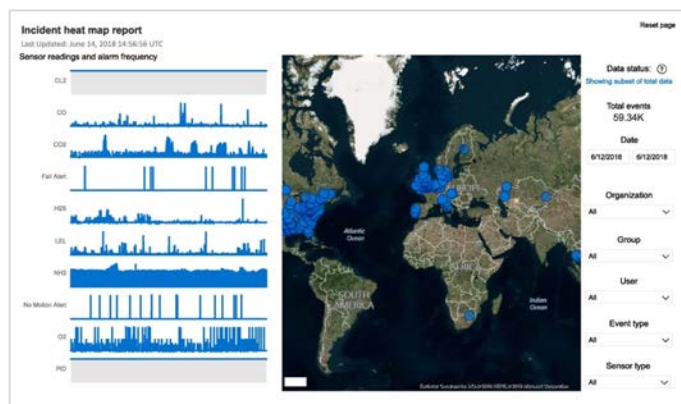 Reset page
Incident heat map report
Last Updated: June 14, 2018 14:56:56 UTC
Sensor readings and alarm frequency
CL2
CO
CO2
Fall Alert
H2S
LEL
NH3
No Motion Alert
O2
PID
EUROPE
Atlantic
Ocean
AFRICA
SOUTH
AMERICA
Indian
Ocean
Data status: ?
Showing subset of total data
Total events
59.34K
Date
6/12/2018 6/12/2018
Organization
All
Group
All
User
All
Event type
All
Sensor type
All